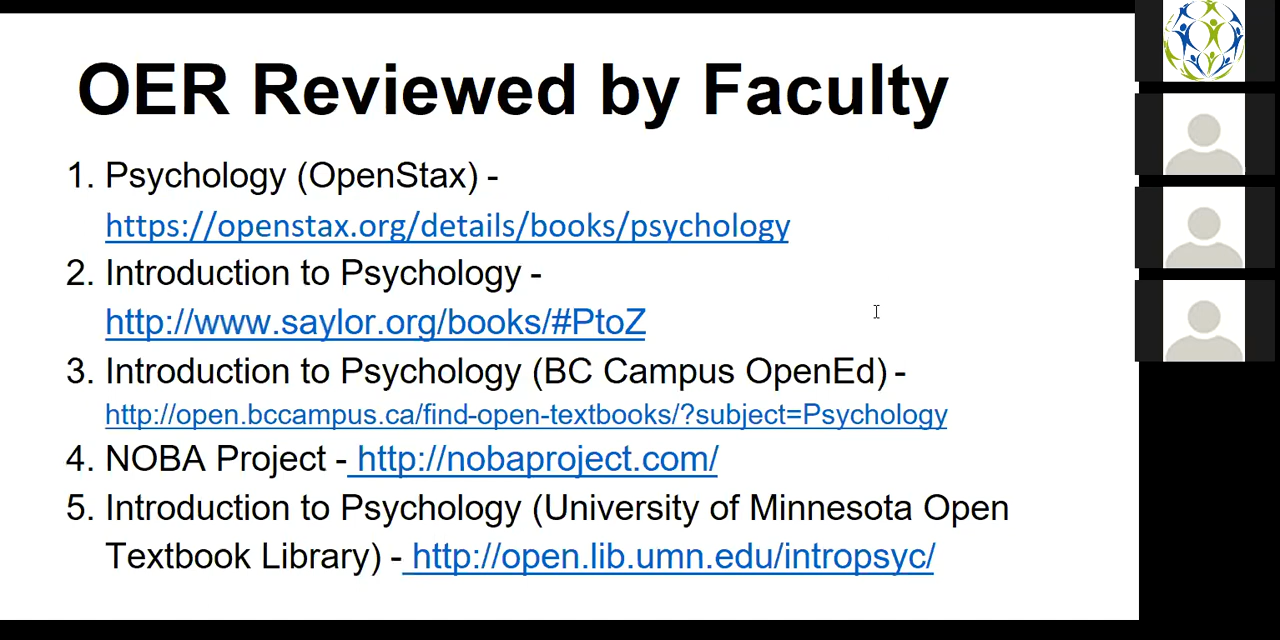 OER Reviewed by Faculty
1. Psychology (OpenStax) -
https://openstax.org/details/books/psychology
2. Introduction to Psychology -
http://www.saylor.org/books/#PtoZ
3. Introduction to Psychology (BC Campus OpenEd) -
http://open.bccampus.ca/find-open-textbooks/?subject=Psychology
4. NOBA Project - http://nobaproject.com/
5. Introduction to Psychology (University of Minnesota Open
Textbook Library) - http://open.lib.umn.edu/intropsyc/